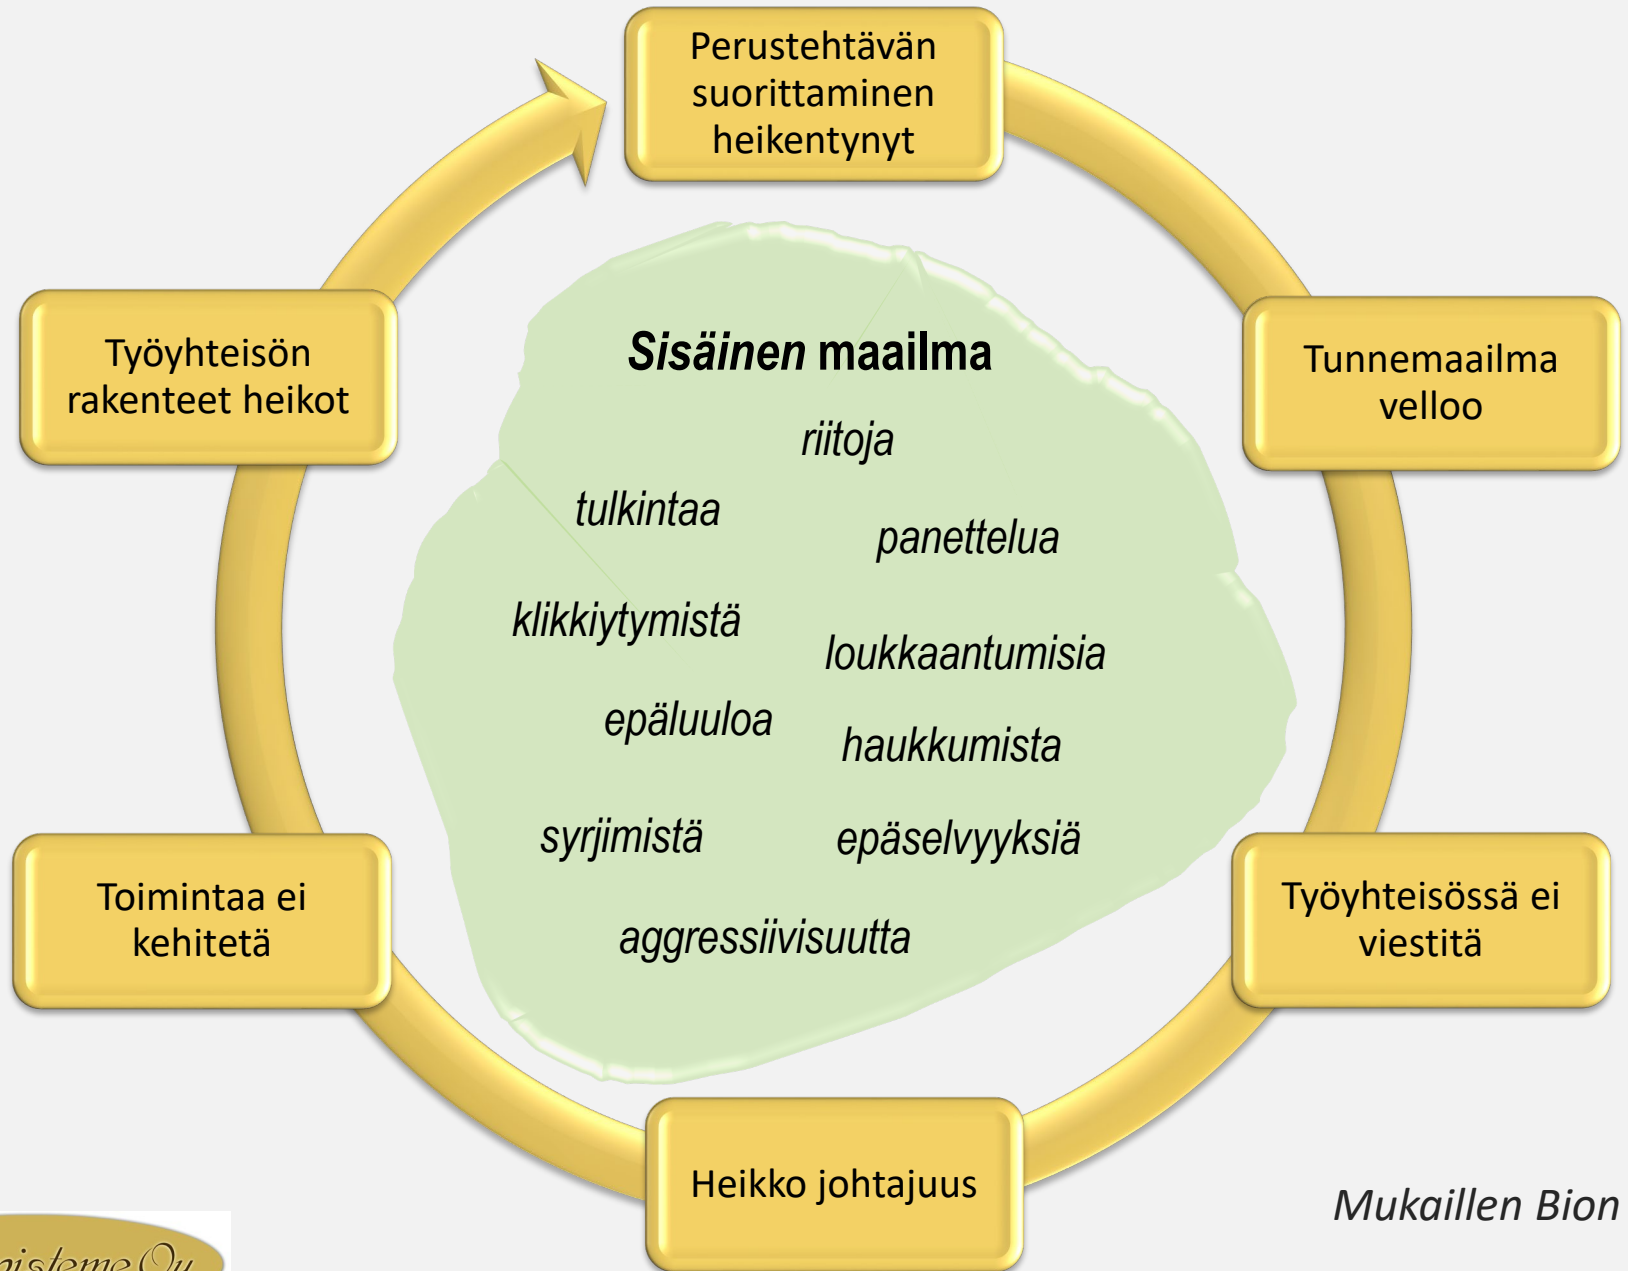 Perustehtävän
suorittaminen
heikentynyt
Tunnemaailma
velloo
Työyhteisössä ei
viestitä
Heikko johtajuus
Toimintaa ei
kehitetä
Työyhteisön
rakenteet heikot
Sisäinen maailma
riitoja
tulkintaa
panettelua
klikkiytymistä
loukkaantumisia
epäluuloa
haukkumista
syrjimistä
epäselvyyksiä
aggressiivisuutta
Mukaillen Bion
Oy